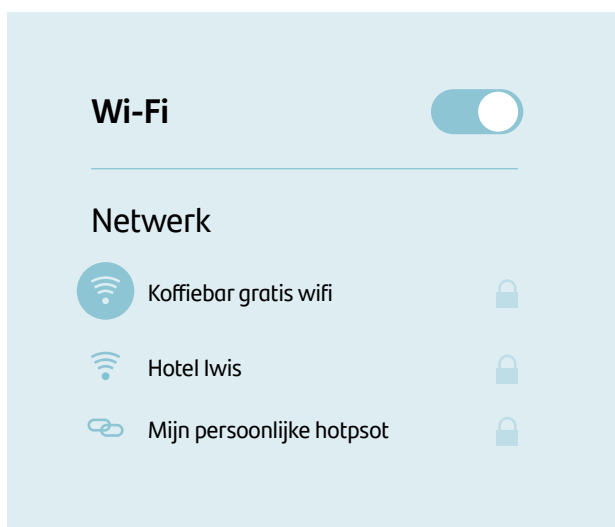 Wi-Fi
Netwerk
Koffiebar gratis wifi
Hotel Iwis
Mijn persoonlijke hotpsot